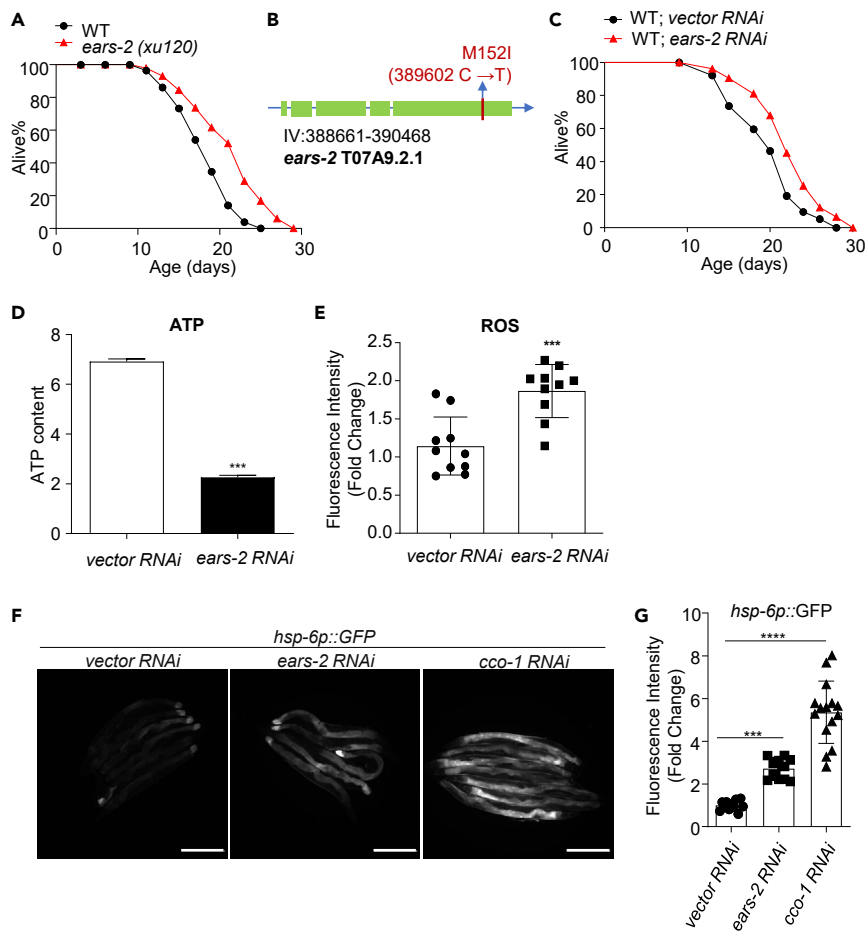 A
WT
ears-2 (xu120)
Alive%
100
80
60
40
20
0
0
10
20
30
Age (days)
B
M152I
(389602 C →T)
IV:388661-390468
ears-2 T07A9.2.1
C
WT; vector RNAi
WT; ears-2 RNAi
Alive%
100
80
60
40
20
0
0
10
20
30
Age (days)
D
ATP
ATP content
8
6
4
2
0
***
vector RNAi
ears-2 RNAi
E
ROS
Fluorescence Intensity
(Fold Change)
2.5
2.0
1.5
1.0
0.5
0.0
***
vector RNAi
ears-2 RNAi
F
hsp-6p::GFP
vector RNAi
ears-2 RNAi
cco-1 RNAi
G
hsp-6p::GFP
Fluorescence Intensity
(Fold Change)
10
8
6
4
2
0
****
***
vector RNAi
ears-2 RNAi
cco-1 RNAi